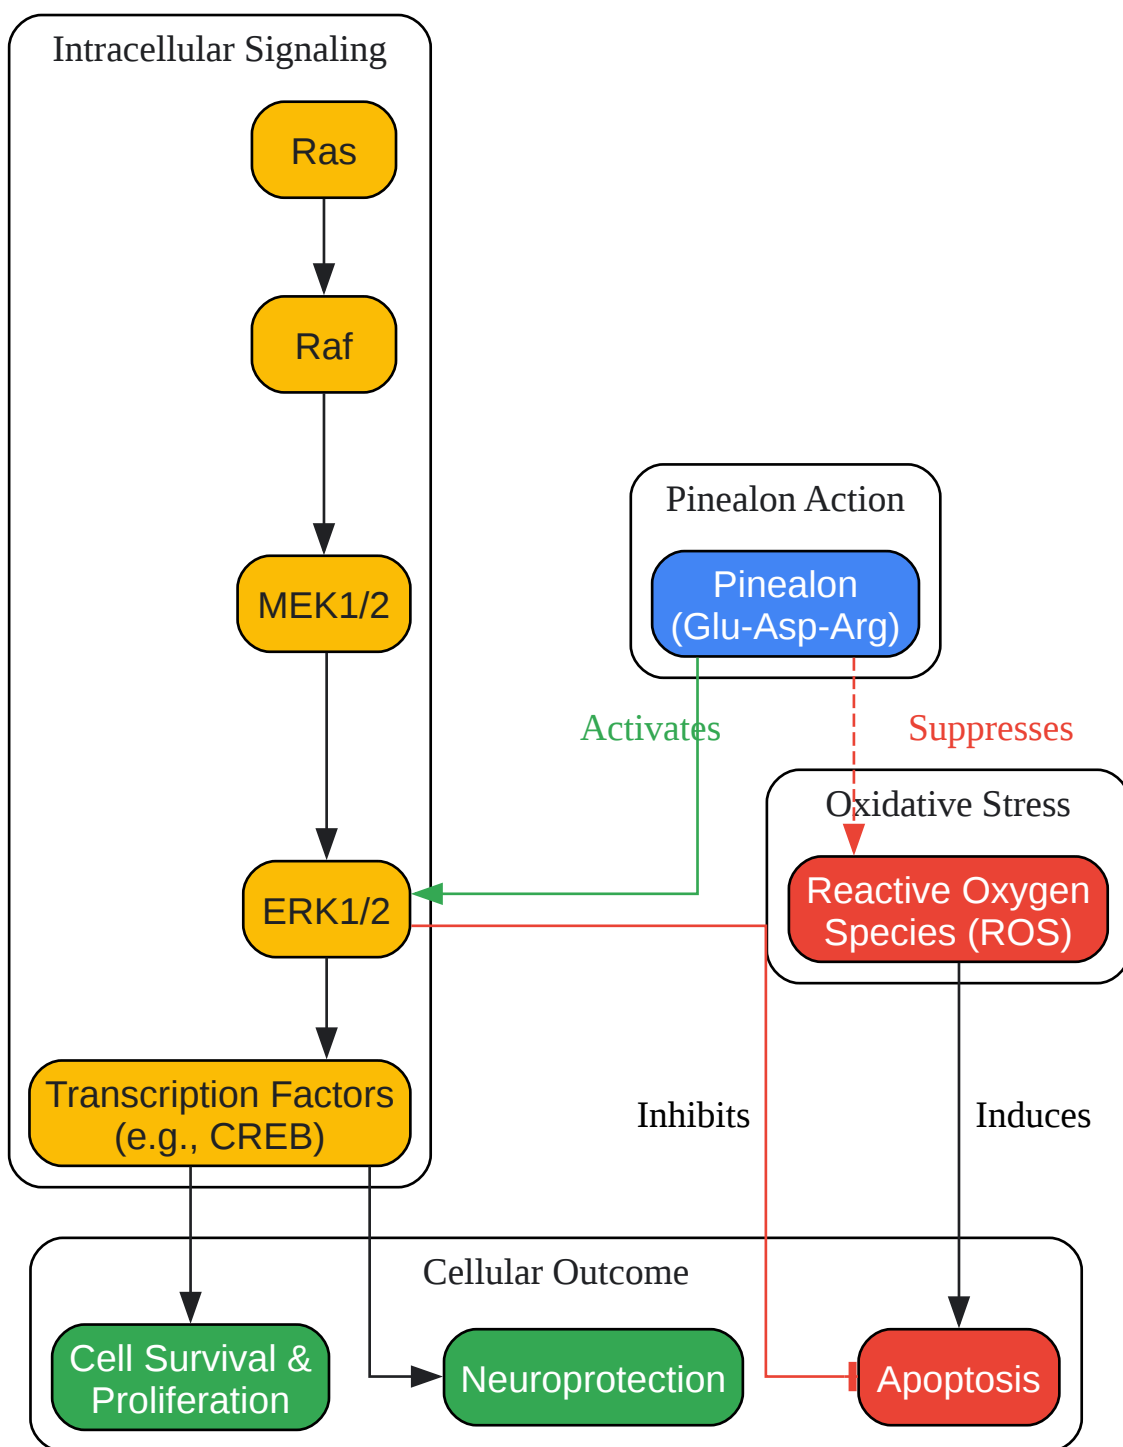 Intracellular Signaling
Ras
Raf
MEK1/2
Pinealon Action
Pinealon
(Glu-Asp-Arg)
Activates
Suppresses
Oxidative Stress
Reactive Oxygen
Species (ROS)
ERK1/2
Transcription Factors
(e.g., CREB)
Inhibits
Induces
Cellular Outcome
Cell Survival &
Proliferation
Neuroprotection
Apoptosis